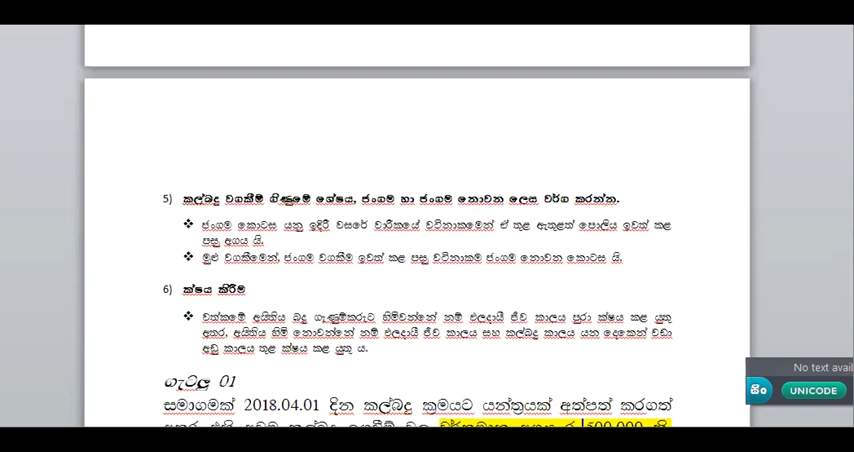 5) කල්බදු වගකීම් ගිණුමේ ශේෂය, ජංගම හා ජංගම නොවන ලෙස වර්ග කරන්න.
❖ ජංගම කොටස යනු ඉදිරි වසරේ වාරිකයේ වටිනාකමෙන් ඒ තුළ ඇතුළත් පොලිය ඉවත් කළ
පසු අගය යි.
❖ මුළු වගකීමෙන්, ජංගම වගකීම ඉවත් කළ පසු වටිනාකම ජංගම නොවන කොටස යි.
6) ක්ෂය කිරීම
❖ වත්කමේ අයිතිය බදු ගැණුම්කරුට හිමිවන්නේ නම් ඵලදායී ජීව කාලය පුරා ක්ෂය කළ යුතු
අතර, අයිතිය හිමි නොවන්නේ නම් ඵලදායී ජීව කාලය සහ කල්බදු කාලය යන දෙකෙන් වඩා
අඩු කාලය තුළ ක්ෂය කළ යුතු ය.
ගැටලු 01
සමාගමක් 2018.04.01 දින කල්බදු ක්‍රමයට යන්ත්‍රයක් අත්පත් කරගත්
No text avail
සිං UNICODE